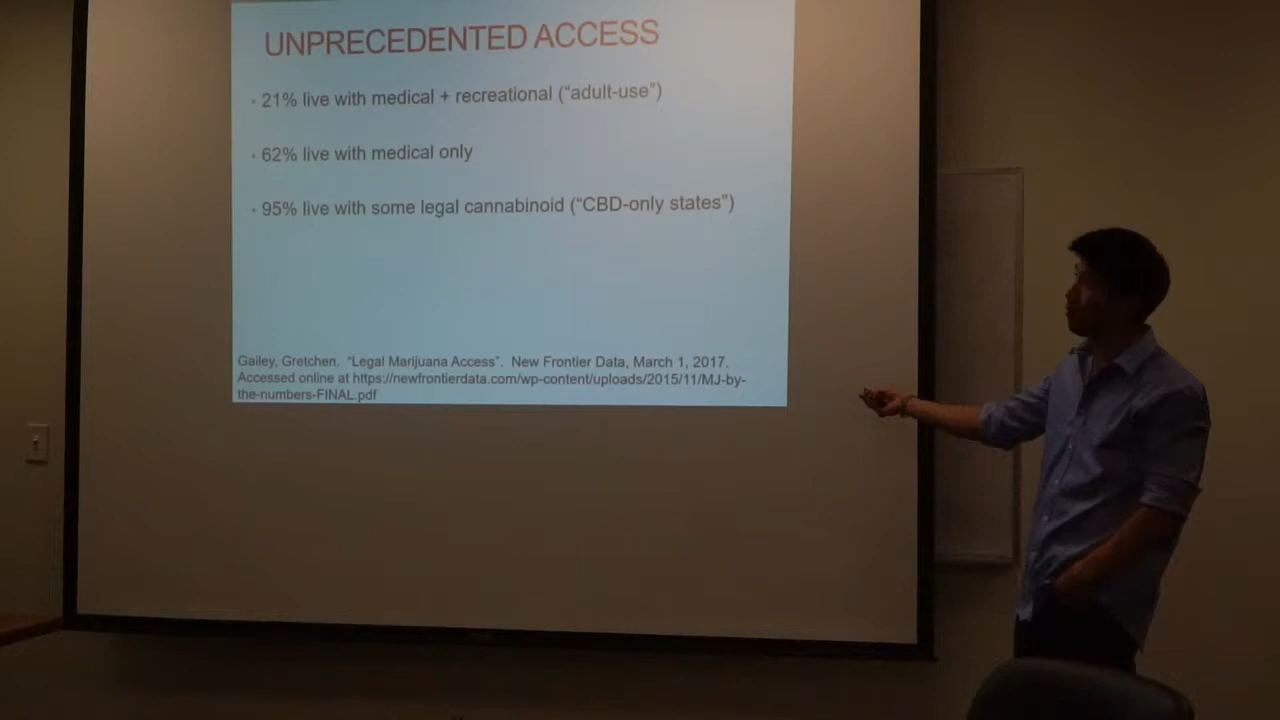 UNPRECEDENTED ACCESS
• 21% live with medical + recreational (“adult-use”)
• 62% live with medical only
• 95% live with some legal cannabinoid (“CBD-only states”)
Gailey, Gretchen. “Legal Marijuana Access”. New Frontier Data, March 1, 2017.
Accessed online at https://newfrontierdata.com/wp-content/uploads/2015/11/MJ-by-
the-numbers-FINAL.pdf